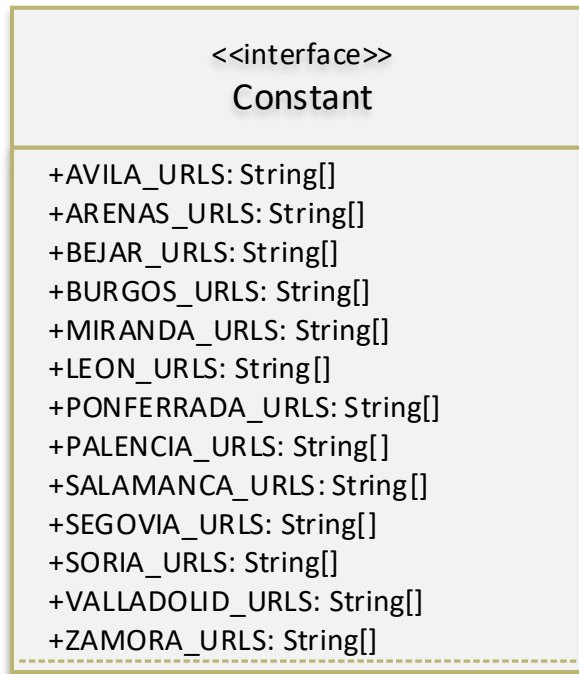 <<interface>>
Constant
+AVILA_URLS: String[]
+ARENAS_URLS: String[]
+BEJAR_URLS: String[]
+BURGOS_URLS: String[]
+MIRANDA_URLS: String[]
+LEON_URLS: String[]
+PONFERRADA_URLS: String[]
+PALENCIA_URLS: String[]
+SALAMANCA_URLS: String[]
+SEGOVIA_URLS: String[]
+SORIA_URLS: String[]
+VALLADOLID_URLS: String[]
+ZAMORA_URLS: String[]